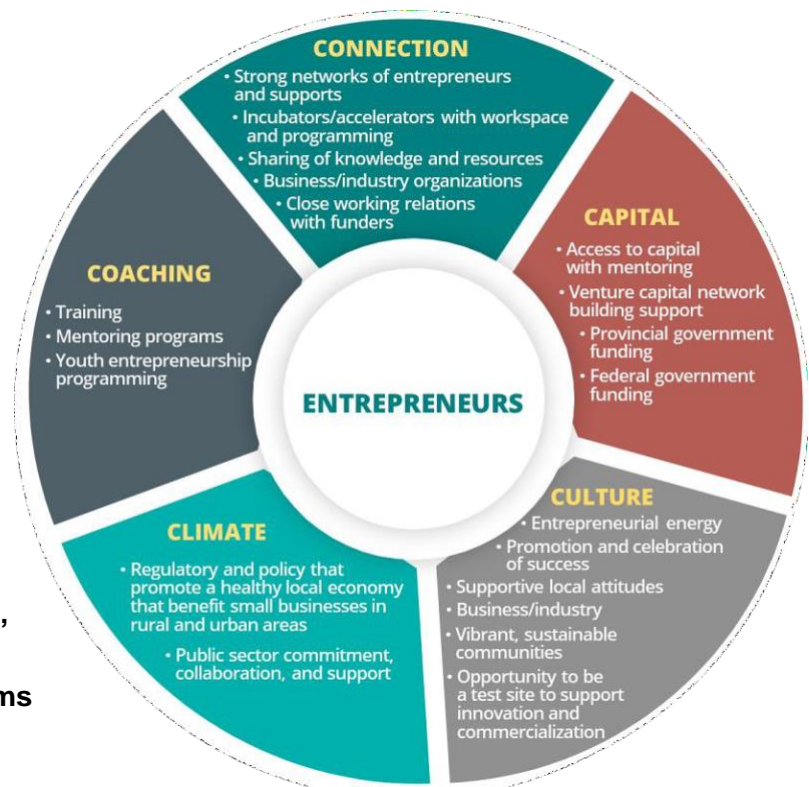 CONNECTION
• Strong networks of entrepreneurs
and supports
• Incubators/accelerators with workspace
and programming
• Sharing of knowledge and resources
• Business/industry organizations
• Close working relations
with funders
CAPITAL
• Access to capital
with mentoring
• Venture capital network
building support
• Provincial government
funding
• Federal government
funding
CULTURE
• Entrepreneurial energy
• Promotion and celebration
of success
• Supportive local attitudes
• Business/industry
• Vibrant, sustainable
communities
• Opportunity to be
a test site to support
innovation and
commercialization
CLIMATE
• Regulatory and policy that
promote a healthy local economy
that benefit small businesses in
rural and urban areas
• Public sector commitment,
collaboration, and support
COACHING
• Training
• Mentoring programs
• Youth entrepreneurship
programming
ENTREPRENEURS
,
ms